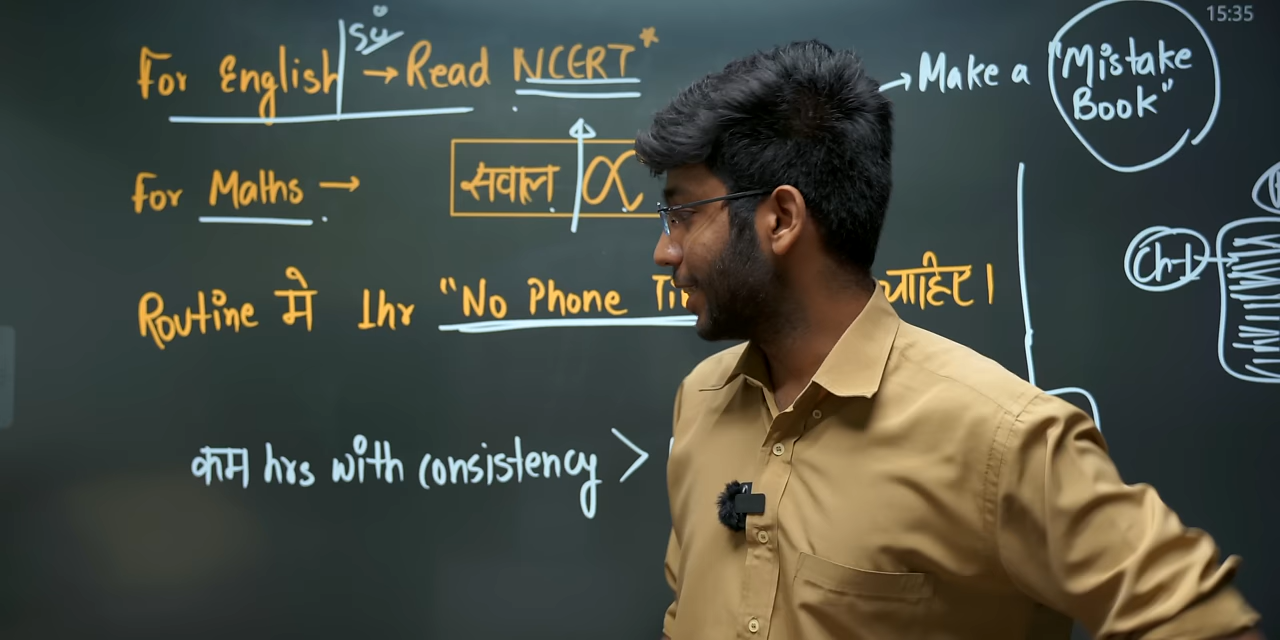 15:35
For English Sci → Read NCERT*
→ Make a "Mistake Book"
For Maths → सवाल ∝
Ch-1
Routine मे 1hr "No Phone चाहिए।
कम hrs with consistency >